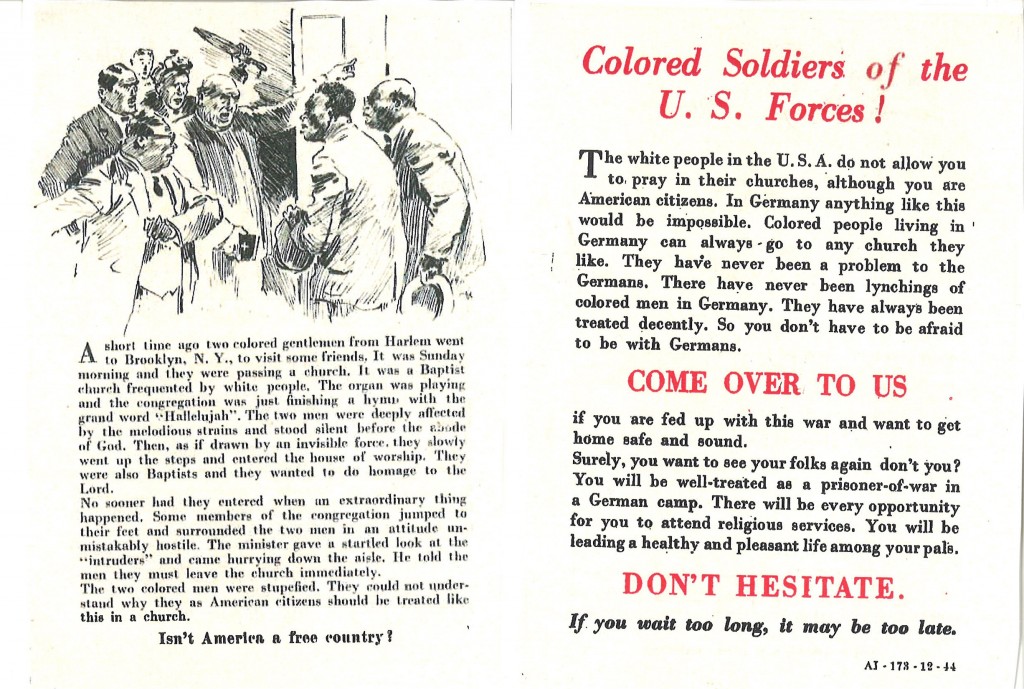 A short time ago two colored gentlemen from Harlem went
to Brooklyn, N. Y., to visit some friends. It was Sunday
morning and they were passing a church. It was a Baptist
church frequented by white people. The organ was playing
and the congregation was just finishing a hymn with the
grand word "Hallelujah". The two men were deeply affected
by the melodious strains and stood silent before the abode
of God. Then, as if drawn by an invisible force, they slowly
went up the steps and entered the house of worship. They
were also Baptists and they wanted to do homage to the
Lord.
No sooner had they entered when an extraordinary thing
happened. Some members of the congregation jumped to
their feet and surrounded the two men in an attitude un-
mistakably hostile. The minister gave a startled look at the
"intruders" and came hurrying down the aisle. He told the
men they must leave the church immediately.
The two colored men were stupefied. They could not under-
stand why they as American citizens should be treated like
this in a church.
Isn't America a free country?
Colored Soldiers of the
U. S. Forces!
The white people in the U. S. A. do not allow you
to pray in their churches, although you are
American citizens. In Germany anything like this
would be impossible. Colored people living in
Germany can always go to any church they
like. They have never been a problem to the
Germans. There have never been lynchings of
colored men in Germany. They have always been
treated decently. So you don't have to be afraid
to be with Germans.
COME OVER TO US
if you are fed up with this war and want to get
home safe and sound.
Surely, you want to see your folks again don't you?
You will be well-treated as a prisoner-of-war in
a German camp. There will be every opportunity
for you to attend religious services. You will be
leading a healthy and pleasant life among your pals.
DON'T HESITATE.
If you wait too long, it may be too late.
AI - 173 - 12 - 44